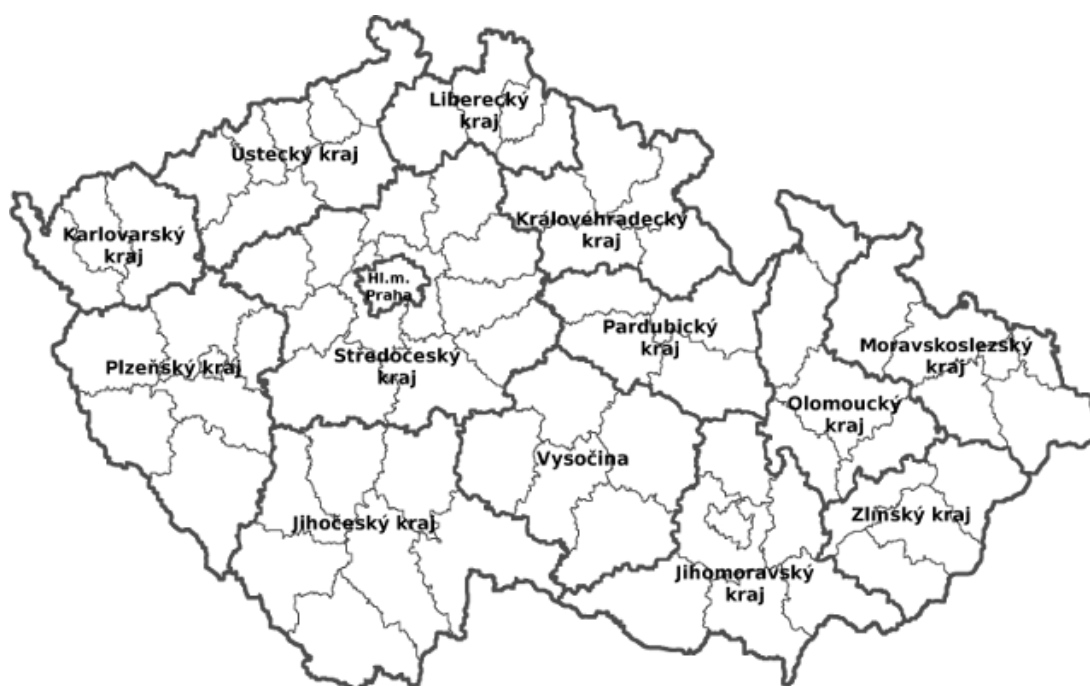 Liberecký
kraj
Ústecký kraj
Karlovarský
kraj
Královéhradecký
kraj
Hl.m.
Praha
Pardubický
kraj
Středočeský
kraj
Plzeňský kraj
Moravskoslezský
kraj
Olomoucký
kraj
Vysočina
Jihočeský kraj
Zlínský kraj
Jihomoravský
kraj